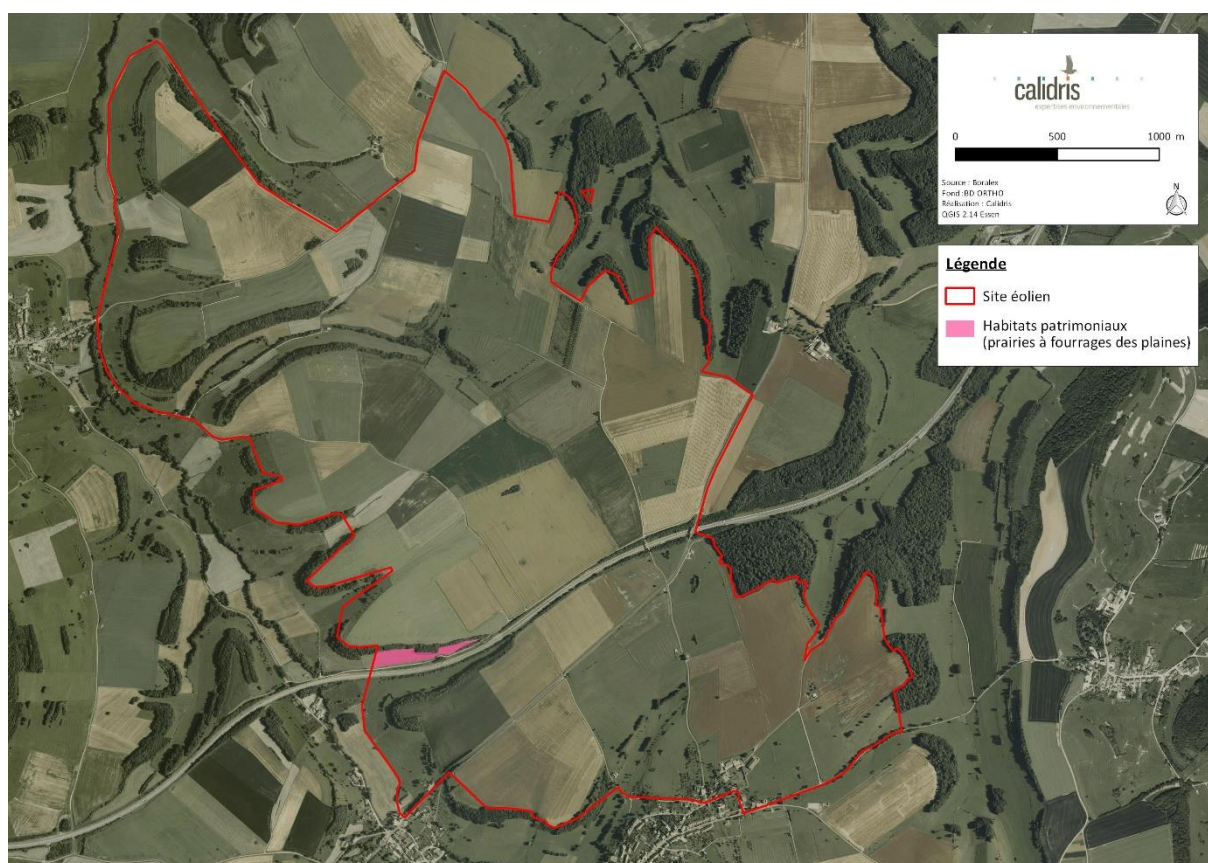 calidris
expertises environnementales
0 500 1000 m
Source : Boralex
Fond :BD ORTHO
Réalisation : Calidris
QGIS 2.14 Essen
N
Légende
Site éolien
Habitats patrimoniaux
(prairies à fourrages des plaines)